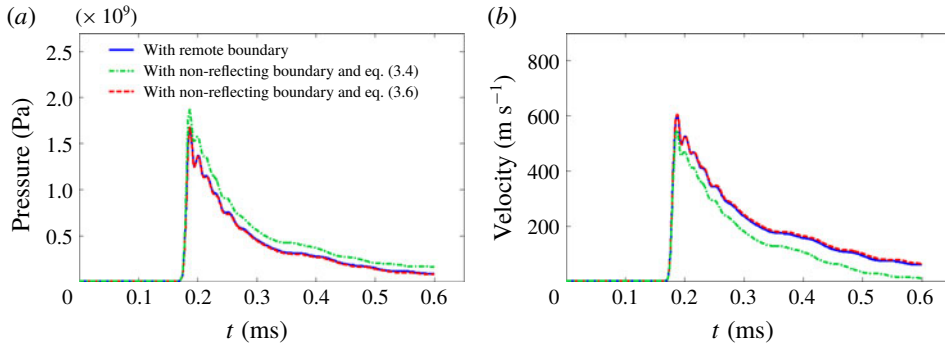 (a)
(× 10⁹)
2.5
2.0
1.5
1.0
0.5
0
0.1
0.2
0.3
0.4
0.5
0.6
Pressure (Pa)
t (ms)
With remote boundary
With non-reflecting boundary and eq. (3.4)
With non-reflecting boundary and eq. (3.6)
(b)
800
600
400
200
0
0.1
0.2
0.3
0.4
0.5
0.6
Velocity (m s⁻¹)
t (ms)